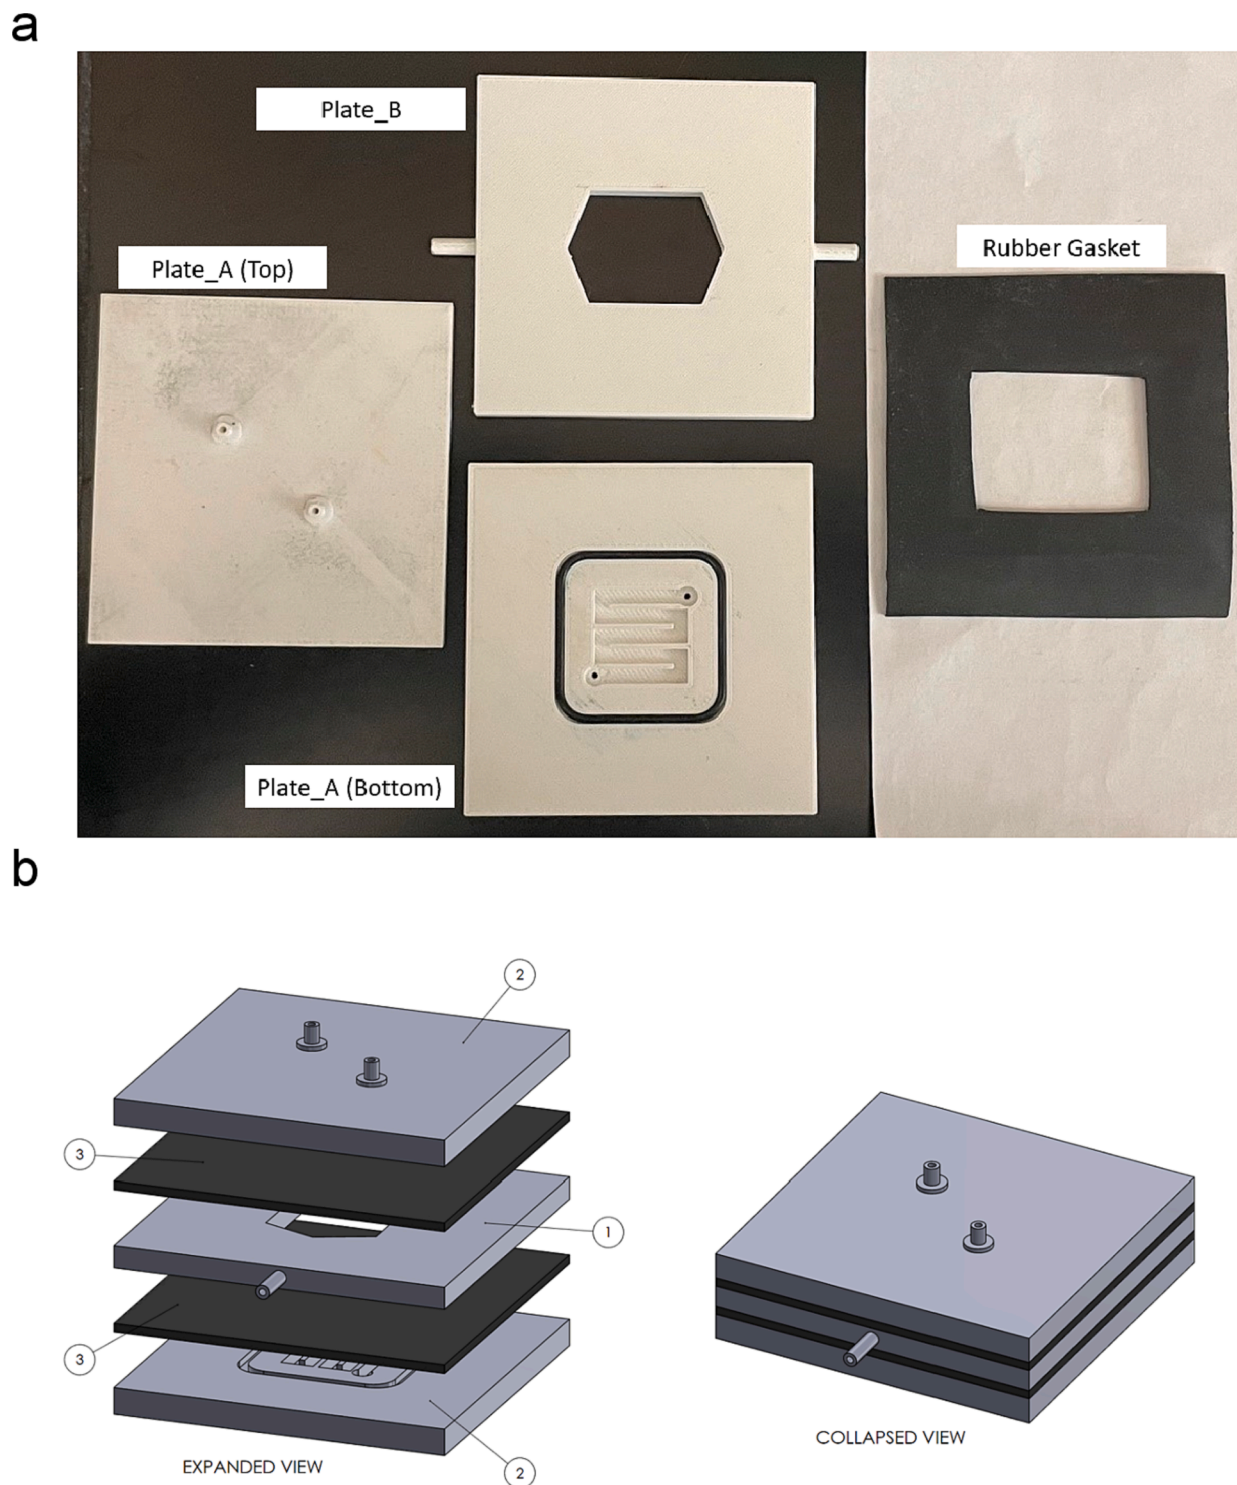 a
Plate_B
Plate_A (Top)
Rubber Gasket
Plate_A (Bottom)
b
2
3
1
3
2
EXPANDED VIEW
COLLAPSED VIEW